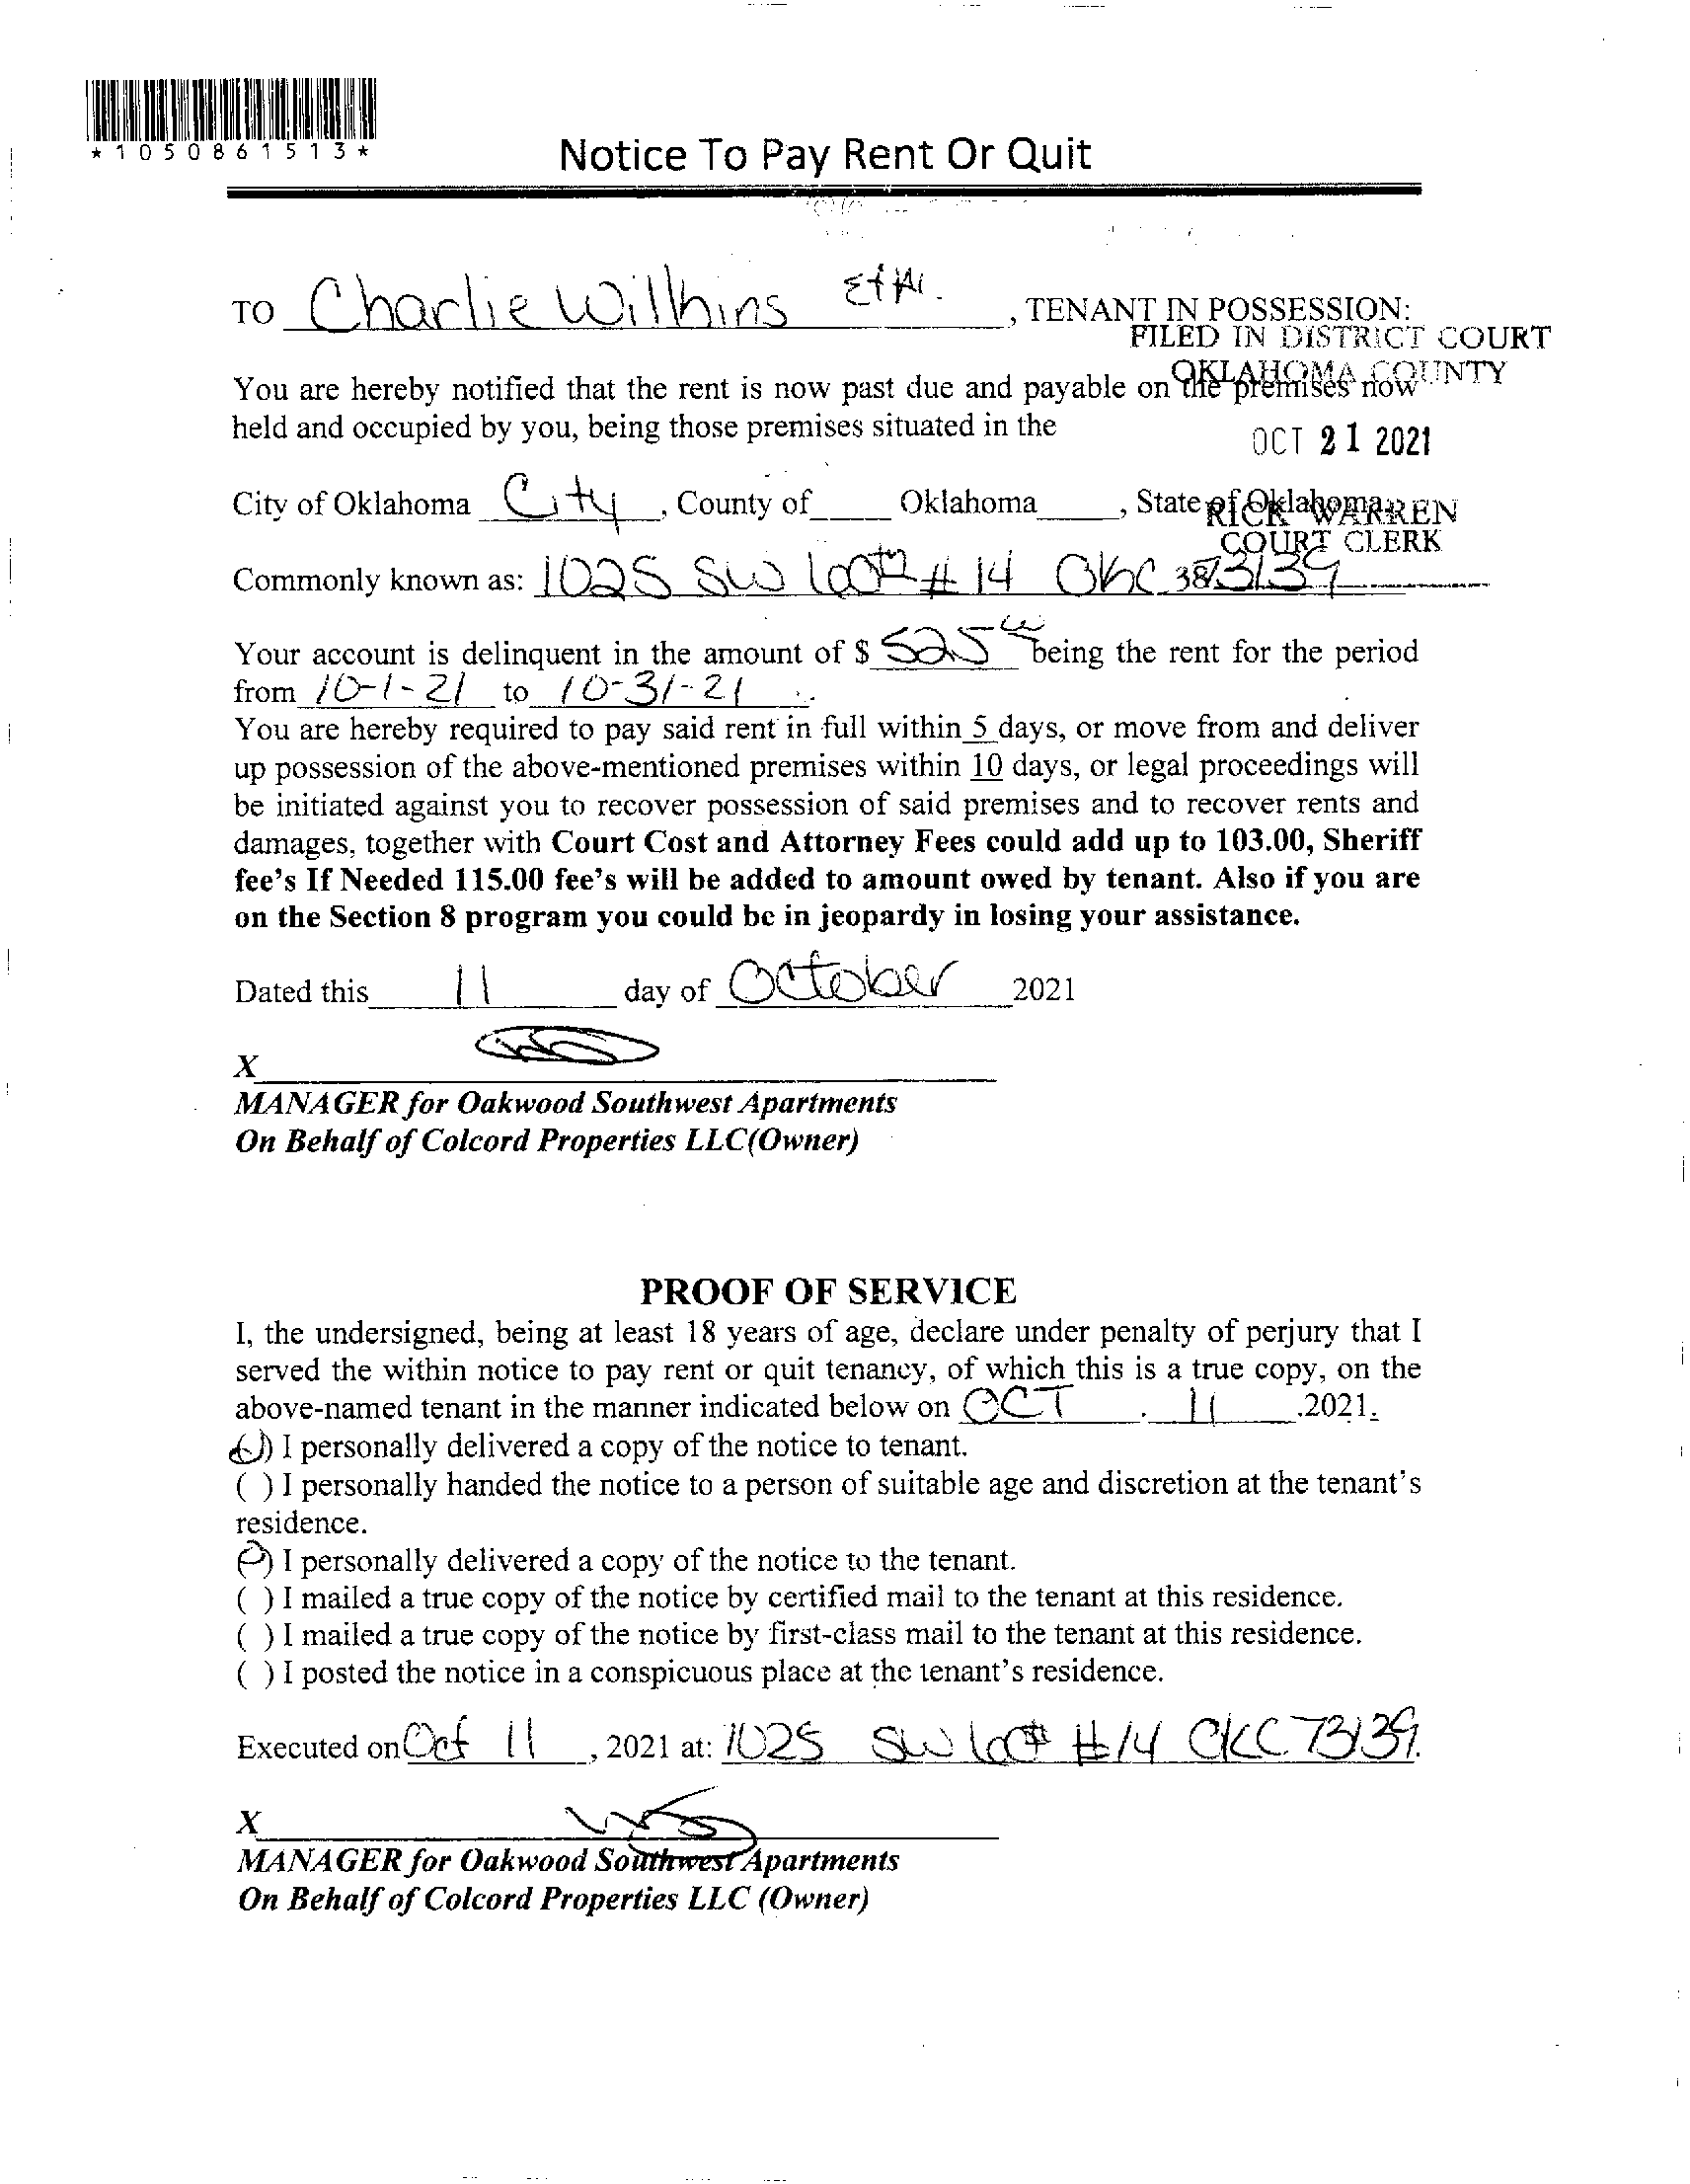 *1050861513*
Notice To Pay Rent Or Quit
TO Charlie Wilhins Et Al. , TENANT IN POSSESSION:
FILED IN DISTRICT COURT
OKLAHOMA COUNTY
You are hereby notified that the rent is now past due and payable on the premises now
held and occupied by you, being those premises situated in the
OCT 21 2021
City of Oklahoma City, County of Oklahoma, State of Oklahoma,
RICK WARREN
COURT CLERK
Commonly known as: 1025 SW #14 OKC 73139
38
Your account is delinquent in the amount of $ 525 being the rent for the period
from 10-1-21 to 10-31-21.
You are hereby required to pay said rent in full within 5 days, or move from and deliver
up possession of the above-mentioned premises within 10 days, or legal proceedings will
be initiated against you to recover possession of said premises and to recover rents and
damages, together with Court Cost and Attorney Fees could add up to 103.00, Sheriff
fee's If Needed 115.00 fee's will be added to amount owed by tenant. Also if you are
on the Section 8 program you could be in jeopardy in losing your assistance.
Dated this 11 day of October 2021
X
MANAGER for Oakwood Southwest Apartments
On Behalf of Colcord Properties LLC(Owner)
PROOF OF SERVICE
I, the undersigned, being at least 18 years of age, declare under penalty of perjury that I
served the within notice to pay rent or quit tenancy, of which this is a true copy, on the
above-named tenant in the manner indicated below on OCT . 11 .2021.
( ) I personally delivered a copy of the notice to tenant.
( ) I personally handed the notice to a person of suitable age and discretion at the tenant's
residence.
( ) I personally delivered a copy of the notice to the tenant.
( ) I mailed a true copy of the notice by certified mail to the tenant at this residence.
( ) I mailed a true copy of the notice by first-class mail to the tenant at this residence.
( ) I posted the notice in a conspicuous place at the tenant's residence.
Executed on Oct 11, 2021 at: 1025 SW #14 OKC 73139.
X
MANAGER for Oakwood Southwest Apartments
On Behalf of Colcord Properties LLC (Owner)